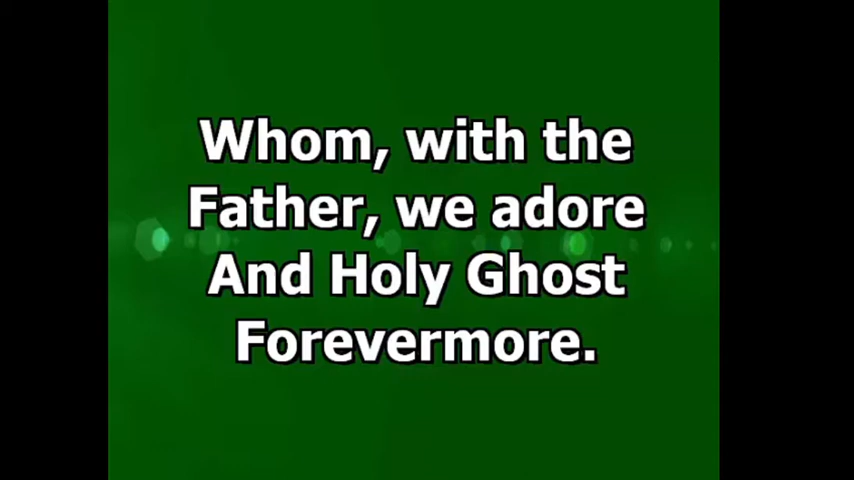 Whom, with the
Father, we adore
And Holy Ghost
Forevermore.